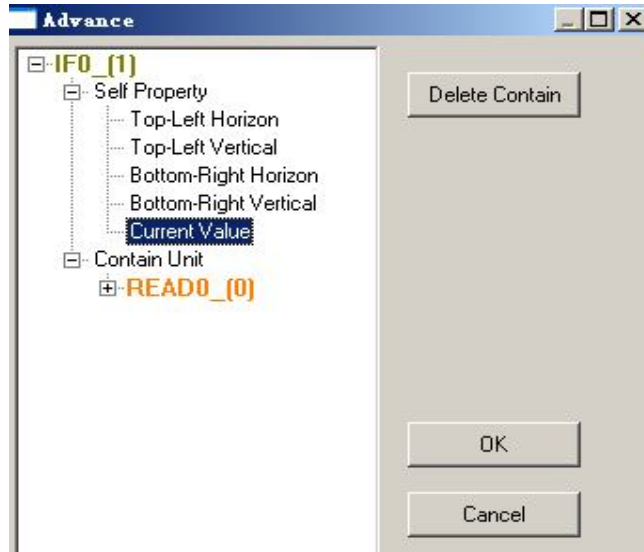 Advance
IF0_(1)
Self Property
Top-Left Horizon
Top-Left Vertical
Bottom-Right Horizon
Bottom-Right Vertical
Current Value
Contain Unit
READ0_(0)
Delete Contain
OK
Cancel